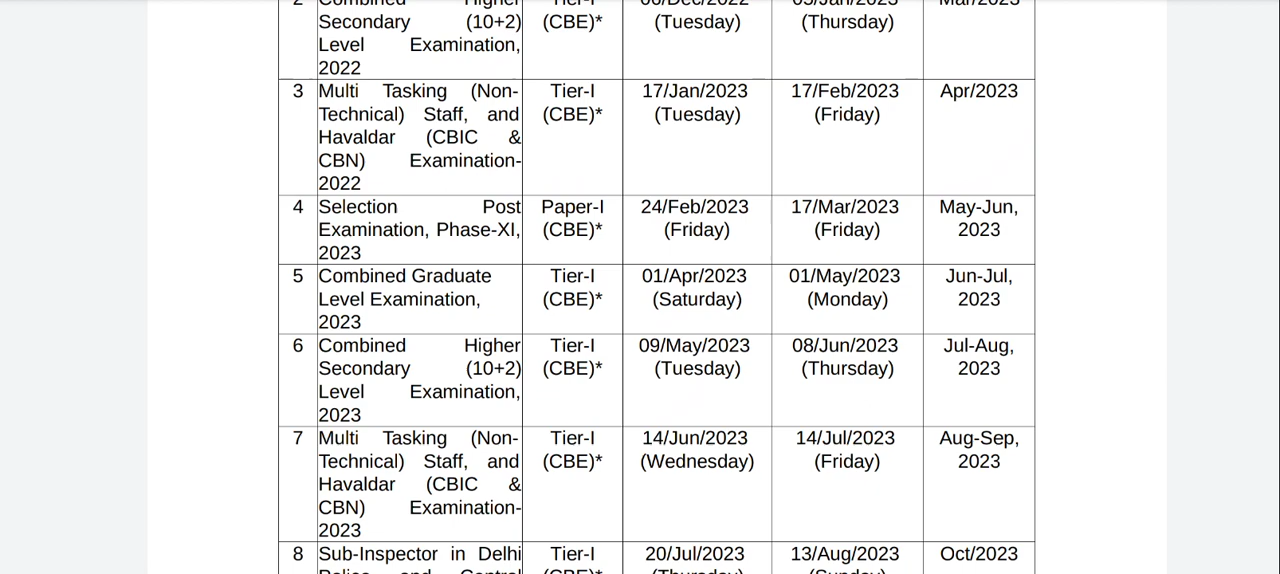 2 Combined Higher Tier-I 06/Dec/2022 05/Jan/2023 Mar/2023
Secondary (10+2) (CBE)* (Tuesday) (Thursday)
Level Examination,
2022
3 Multi Tasking (Non- Tier-I 17/Jan/2023 17/Feb/2023 Apr/2023
Technical) Staff, and (CBE)* (Tuesday) (Friday)
Havaldar (CBIC &
CBN) Examination-
2022
4 Selection Post Paper-I 24/Feb/2023 17/Mar/2023 May-Jun,
Examination, Phase-XI, (CBE)* (Friday) (Friday) 2023
2023
5 Combined Graduate Tier-I 01/Apr/2023 01/May/2023 Jun-Jul,
Level Examination, (CBE)* (Saturday) (Monday) 2023
2023
6 Combined Higher Tier-I 09/May/2023 08/Jun/2023 Jul-Aug,
Secondary (10+2) (CBE)* (Tuesday) (Thursday) 2023
Level Examination,
2023
7 Multi Tasking (Non- Tier-I 14/Jun/2023 14/Jul/2023 Aug-Sep,
Technical) Staff, and (CBE)* (Wednesday) (Friday) 2023
Havaldar (CBIC &
CBN) Examination-
2023
8 Sub-Inspector in Delhi Tier-I 20/Jul/2023 13/Aug/2023 Oct/2023
Police and Central (CBE)* (Thursday) (Sunday)